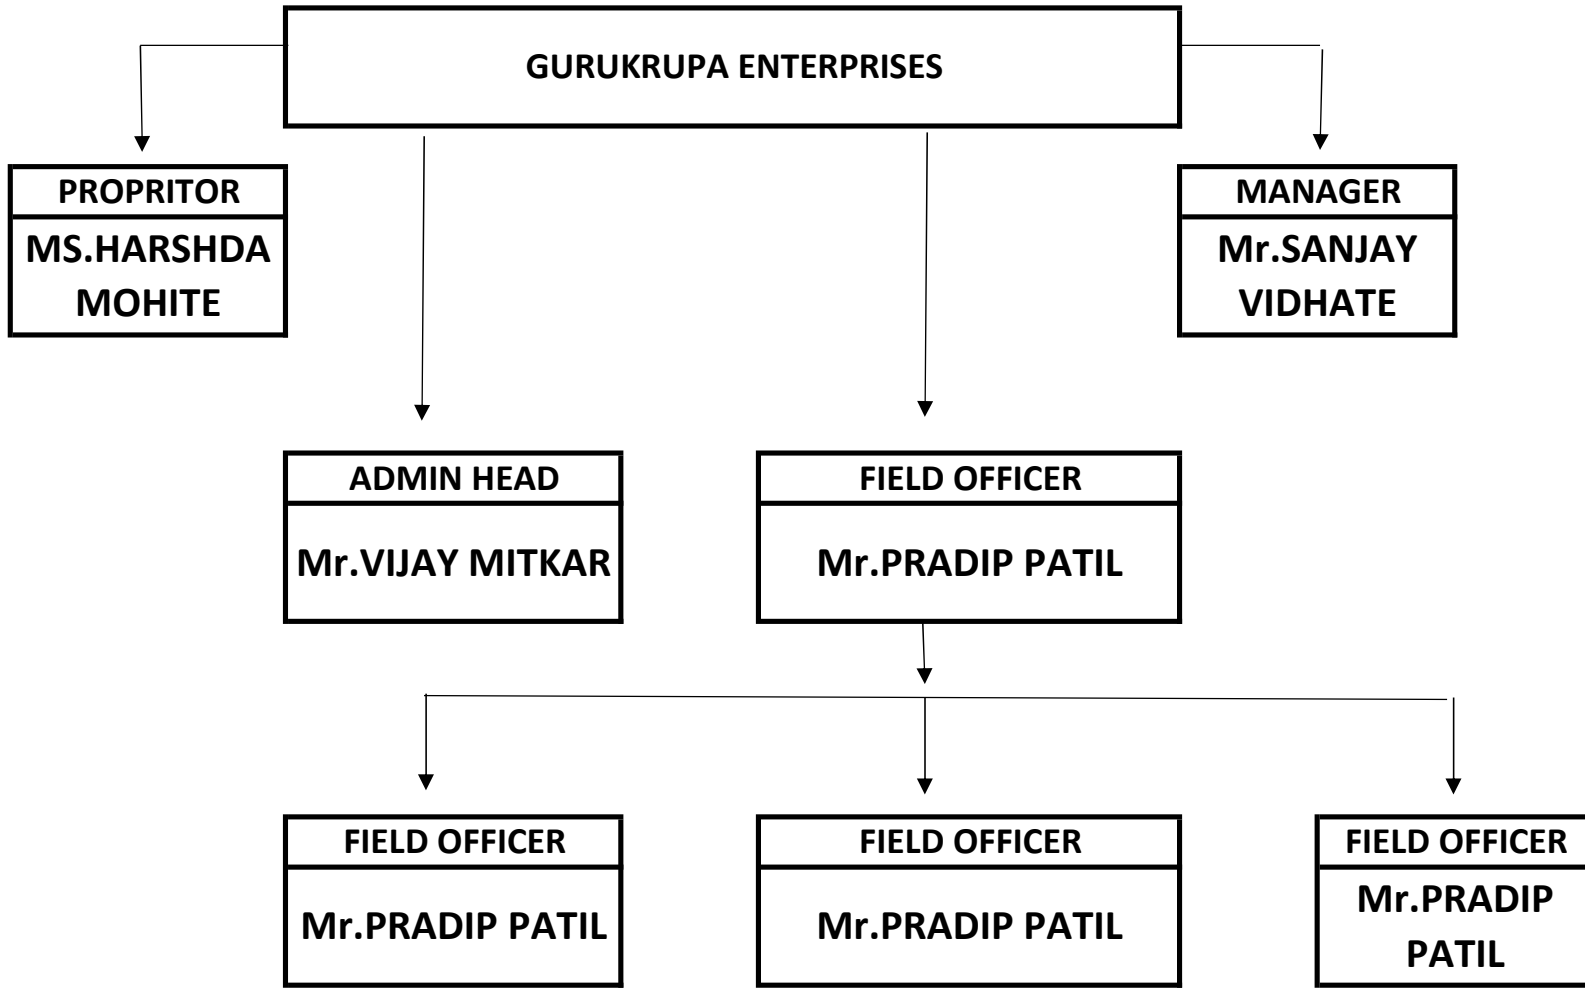 GURUKRUPA ENTERPRISES
PROPRITOR
MS.HARSHDA
MOHITE
MANAGER
Mr.SANJAY
VIDHATE
ADMIN HEAD
Mr.VIJAY MITKAR
FIELD OFFICER
Mr.PRADIP PATIL
FIELD OFFICER
Mr.PRADIP PATIL
FIELD OFFICER
Mr.PRADIP PATIL
FIELD OFFICER
Mr.PRADIP
PATIL